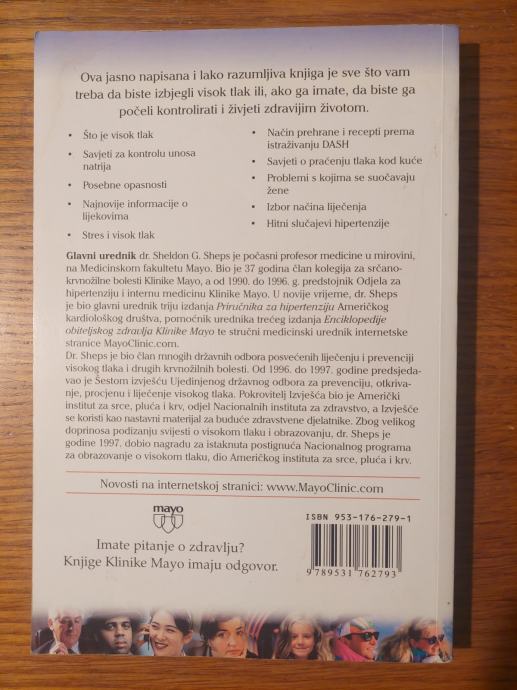 Ova jasno napisana i lako razumljiva knjiga je sve što vam
treba da biste izbjegli visok tlak ili, ako ga imate, da biste ga
počeli kontrolirati i živjeti zdravijim životom.
• Što je visok tlak
• Savjeti za kontrolu unosa
natrija
• Posebne opasnosti
• Najnovije informacije o
lijekovima
• Stres i visok tlak
• Način prehrane i recepti prema
istraživanju DASH
• Savjeti o praćenju tlaka kod kuće
• Problemi s kojima se suočavaju
žene
• Izbor načina liječenja
• Hitni slučajevi hipertenzije
Glavni urednik dr. Sheldon G. Sheps je počasni profesor medicine u mirovini,
na Medicinskom fakultetu Mayo. Bio je 37 godina član kolegija za srčano-
krvnožilne bolesti Klinike Mayo, a od 1990. do 1996. g. predstojnik Odjela za
hipertenziju i internu medicinu Klinike Mayo. U novije vrijeme, dr. Sheps
je bio glavni urednik triju izdanja Priručnika za hipertenziju Američkog
kardiološkog društva, pomoćnik urednika trećeg izdanja Enciklopedije
obiteljskog zdravlja Klinike Mayo te stručni medicinski urednik internetske
stranice MayoClinic.com.
Dr. Sheps je bio član mnogih državnih odbora posvećenih liječenju i prevenciji
visokog tlaka i drugih krvnožilnih bolesti. Od 1996. do 1997. godine predsjeda-
vao je Šestom izvješću Ujedinjenog državnog odbora za prevenciju, otkriva-
nje, procjenu i liječenje visokog tlaka. Pokrovitelj Izvješća bio je Američki
institut za srce, pluća i krv, odjel Nacionalnih instituta za zdravstvo, a Izvješće
se koristi kao nastavni materijal za buduće zdravstvene djelatnike. Zbog velikog
doprinosa podizanju svijesti o visokom tlaku i obrazovanju, dr. Sheps je
godine 1997. dobio nagradu za istaknuta postignuća Nacionalnog programa
za obrazovanje o visokom tlaku, dio Američkog instituta za srce, pluća i krv.
Novosti na internetskoj stranici: www.MayoClinic.com
mayo
Imate pitanje o zdravlju?
Knjige Klinike Mayo imaju odgovor.
ISBN 953-176-279-1
9 789531 762793